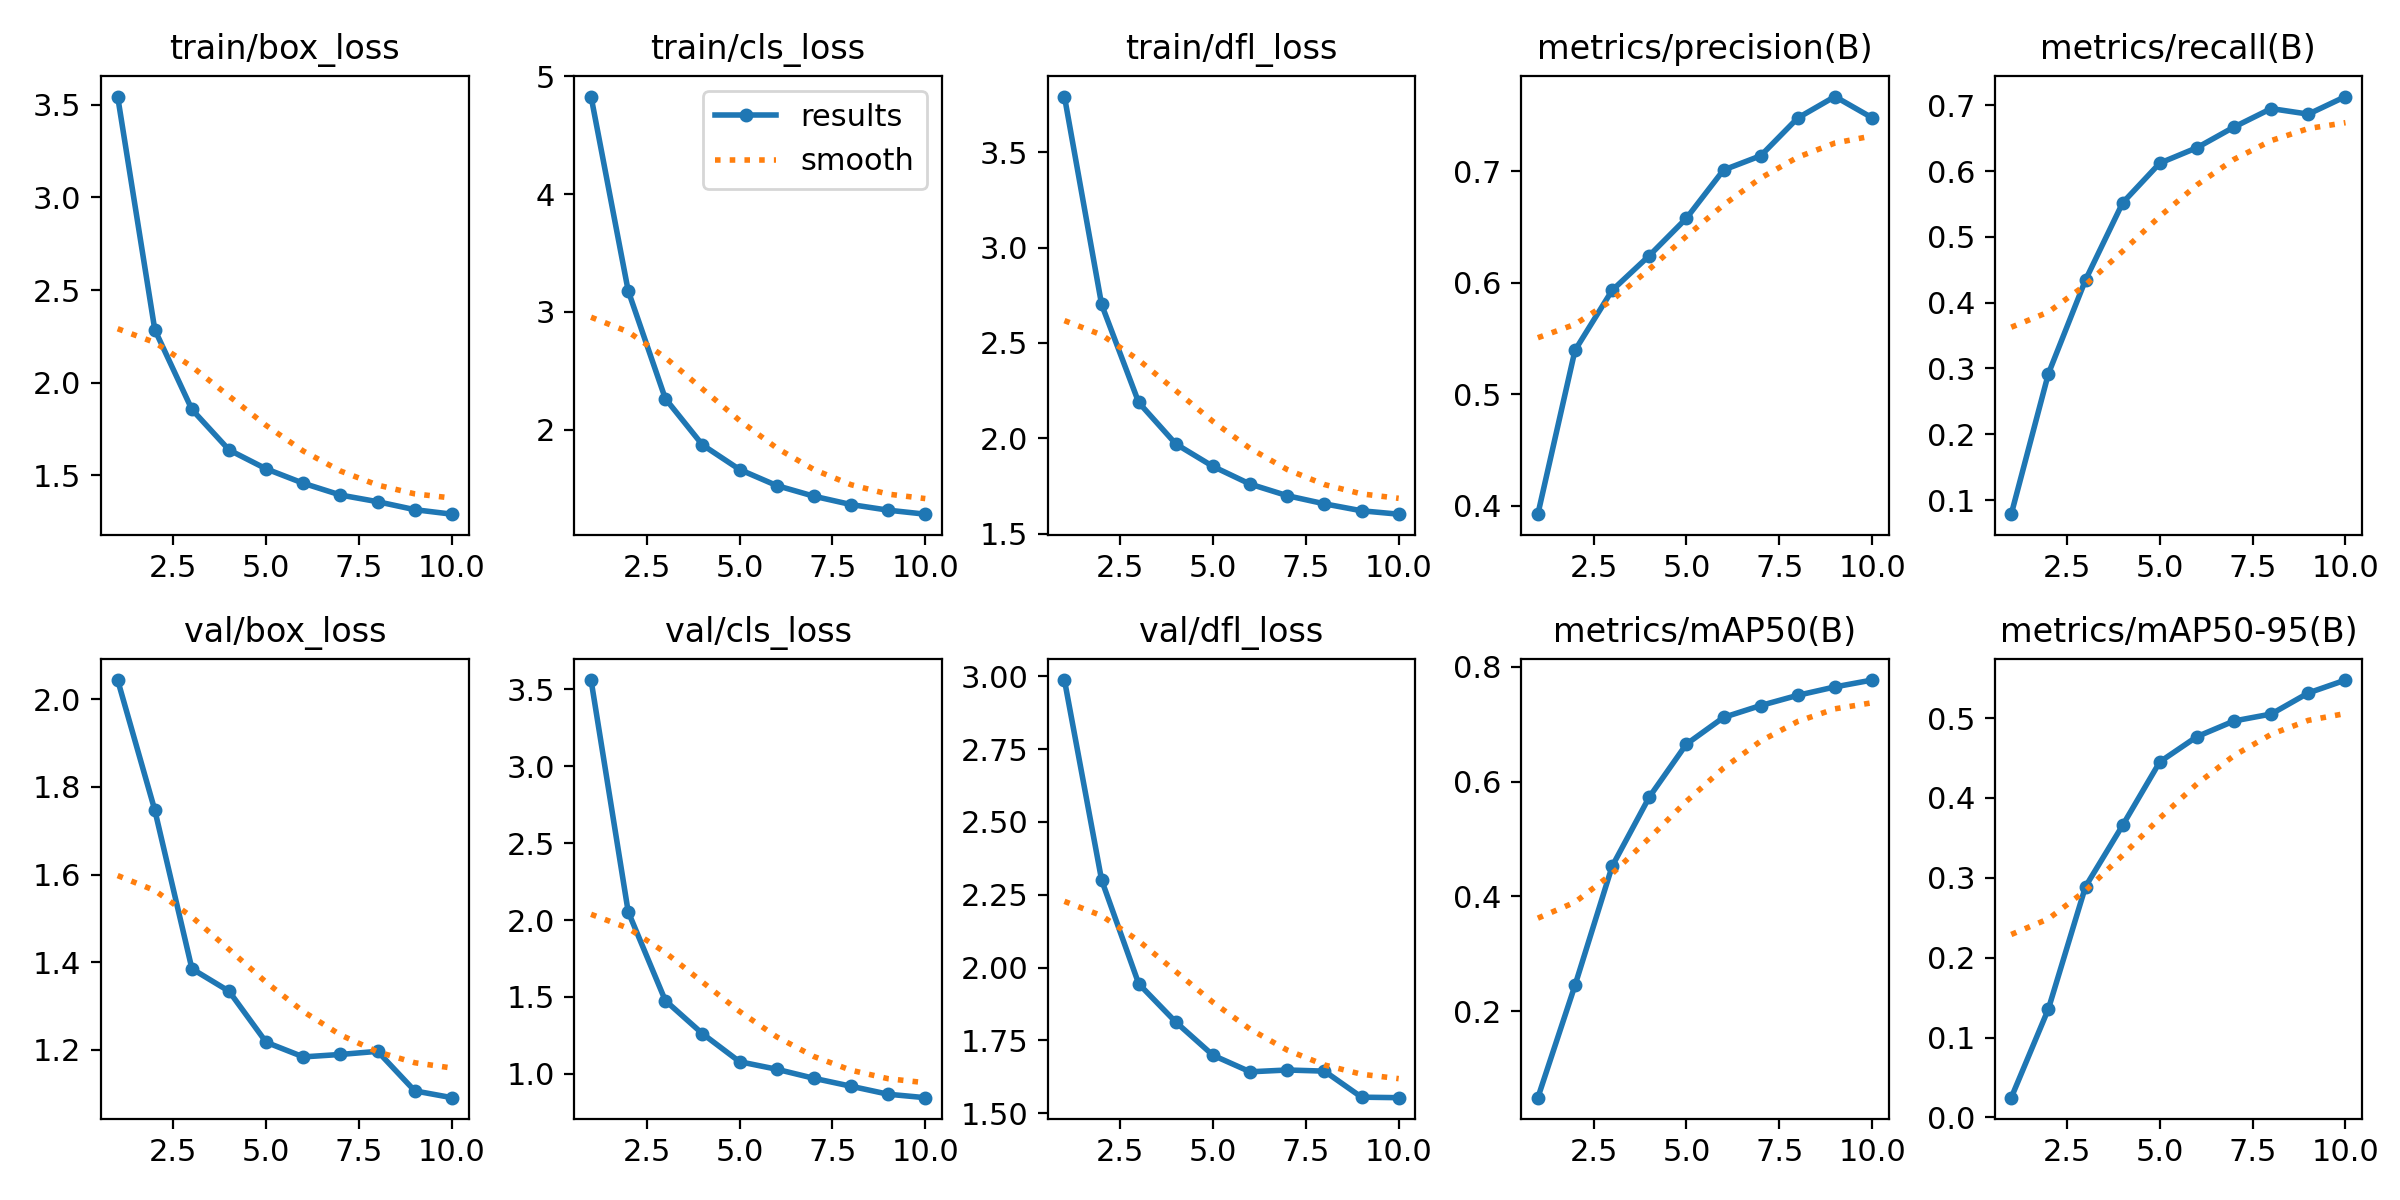 train/box_loss
train/cls_loss
train/dfl_loss
metrics/precision(B)
metrics/recall(B)
3.5
3.0
2.5
2.0
1.5
2.5 5.0 7.5 10.0
5
4
3
2
results
smooth
2.5 5.0 7.5 10.0
3.5
3.0
2.5
2.0
1.5
2.5 5.0 7.5 10.0
0.7
0.6
0.5
0.4
2.5 5.0 7.5 10.0
0.7
0.6
0.5
0.4
0.3
0.2
0.1
2.5 5.0 7.5 10.0
val/box_loss
val/cls_loss
val/dfl_loss
metrics/mAP50(B)
metrics/mAP50-95(B)
2.0
1.8
1.6
1.4
1.2
2.5 5.0 7.5 10.0
3.5
3.0
2.5
2.0
1.5
1.0
2.5 5.0 7.5 10.0
3.00
2.75
2.50
2.25
2.00
1.75
1.50
2.5 5.0 7.5 10.0
0.8
0.6
0.4
0.2
2.5 5.0 7.5 10.0
0.5
0.4
0.3
0.2
0.1
0.0
2.5 5.0 7.5 10.0